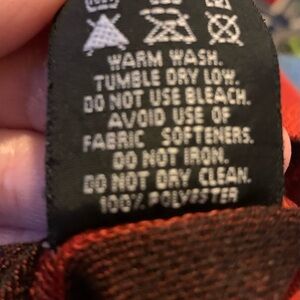 WARM WASH.
TUMBLE DRY LOW.
DO NOT USE BLEACH.
AVOID USE OF
FABRIC SOFTENERS.
DO NOT IRON.
DO NOT DRY CLEAN.
100% POLYESTER